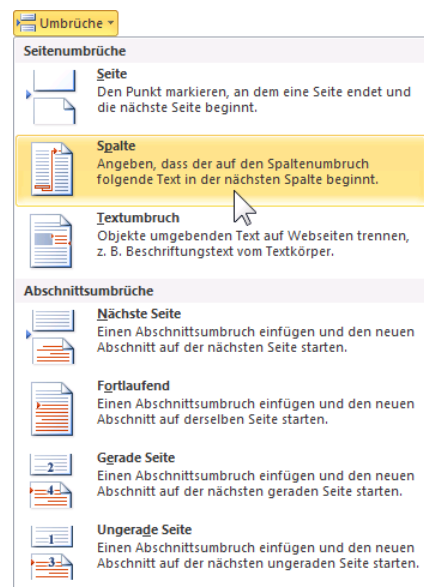 Umbrüche
Seitenumbrüche
Seite
Den Punkt markieren, an dem eine Seite endet und
die nächste Seite beginnt.
Spalte
Angeben, dass der auf den Spaltenumbruch
folgende Text in der nächsten Spalte beginnt.
Textumbruch
Objekte umgebenden Text auf Webseiten trennen,
z. B. Beschriftungstext vom Textkörper.
Abschnittsumbrüche
Nächste Seite
Einen Abschnittsumbruch einfügen und den neuen
Abschnitt auf der nächsten Seite starten.
Fortlaufend
Einen Abschnittsumbruch einfügen und den neuen
Abschnitt auf derselben Seite starten.
2
4
Gerade Seite
Einen Abschnittsumbruch einfügen und den neuen
Abschnitt auf der nächsten geraden Seite starten.
1
3
Ungerade Seite
Einen Abschnittsumbruch einfügen und den neuen
Abschnitt auf der nächsten ungeraden Seite starten.